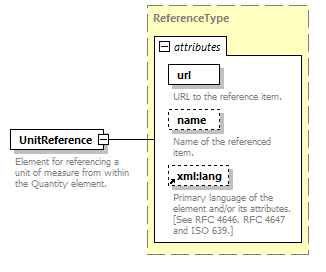 ReferenceType
attributes
url
URL to the reference item.
name
Name of the referenced
item.
UnitReference
Element for referencing a
unit of measure from within
the Quantity element.
xml:lang
Primary language of the
element and/or its attributes.
[See RFC 4646, RFC 4647
and ISO 639.]